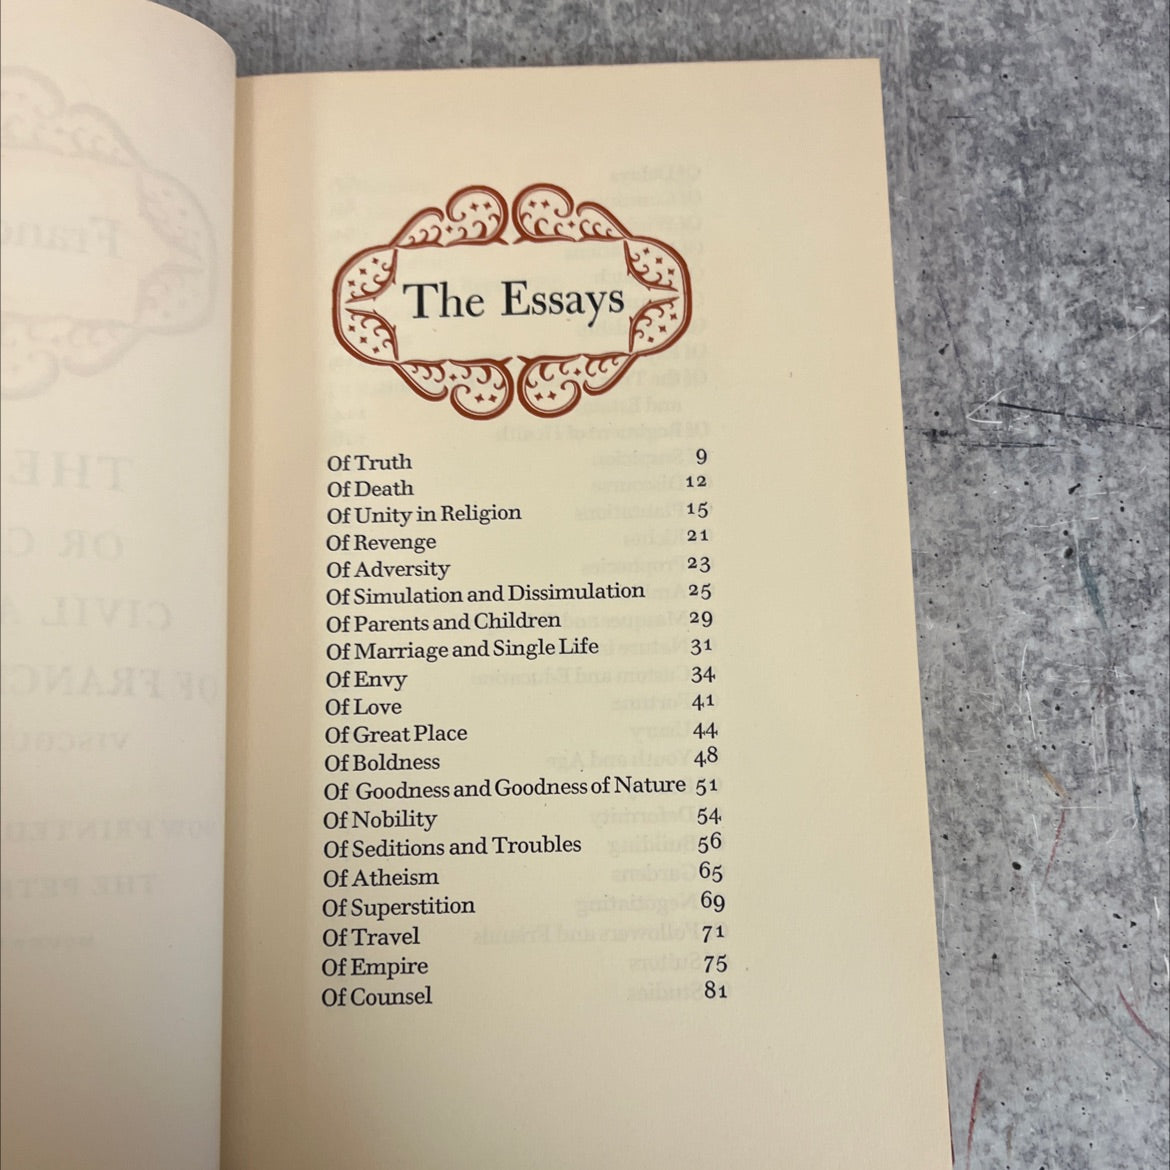 The Essays
Of Truth 9
Of Death 12
Of Unity in Religion 15
Of Revenge 21
Of Adversity 23
Of Simulation and Dissimulation 25
Of Parents and Children 29
Of Marriage and Single Life 31
Of Envy 34
Of Love 41
Of Great Place 44
Of Boldness 48
Of Goodness and Goodness of Nature 51
Of Nobility 54
Of Seditions and Troubles 56
Of Atheism 65
Of Superstition 69
Of Travel 71
Of Empire 75
Of Counsel 81